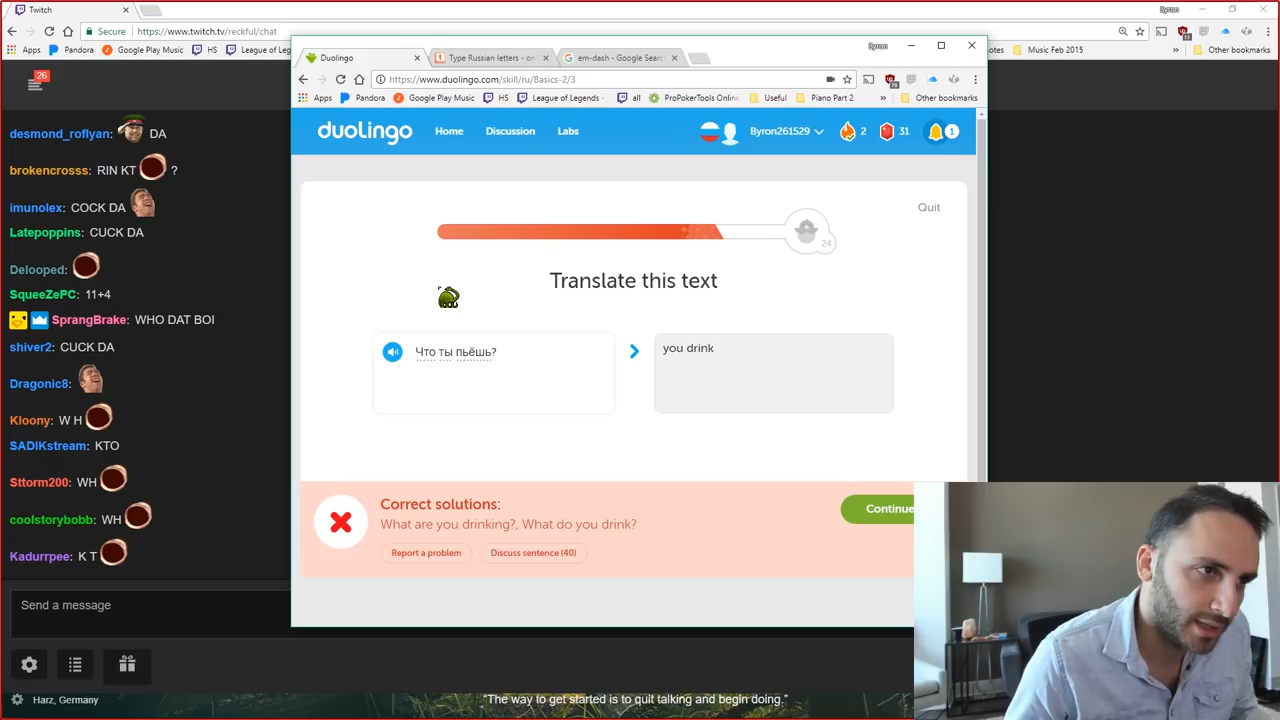 Twitch
Byron
Secure
https://www.twitch.tv/reckful/chat
Apps
Pandora
Google Play Music
HS
League of Leg
otes
Music Feb 2015
»
Other bookmarks
26
desmond_roflyan: DA
brokencrosss: RIN KT ?
imunolex: COCK DA
Latepoppins: CUCK DA
Delooped:
SqueeZePC: 11+4
SprangBrake: WHO DAT BOI
shiver2: CUCK DA
Dragonic8:
Kloony: W H
SADIKstream: KTO
Sttorm200: WH
coolstorybobb: WH
Kadurrpee: K T
Send a message
Harz, Germany
"The way to get started is to quit talking and begin doing."
Duolingo
Type Russian letters - on
em-dash - Google Searc
Byron
https://www.duolingo.com/skill/ru/Basics-2/3
Apps
Pandora
Google Play Music
HS
League of Legends -
all
ProPokerTools Onlin
Useful
Piano Part 2
»
Other bookmarks
duolingo
Home
Discussion
Labs
Byron261529
2
31
1
Quit
24
Translate this text
Что ты пьёшь?
you drink
Correct solutions:
What are you drinking?, What do you drink?
Report a problem
Discuss sentence (40)
Continue